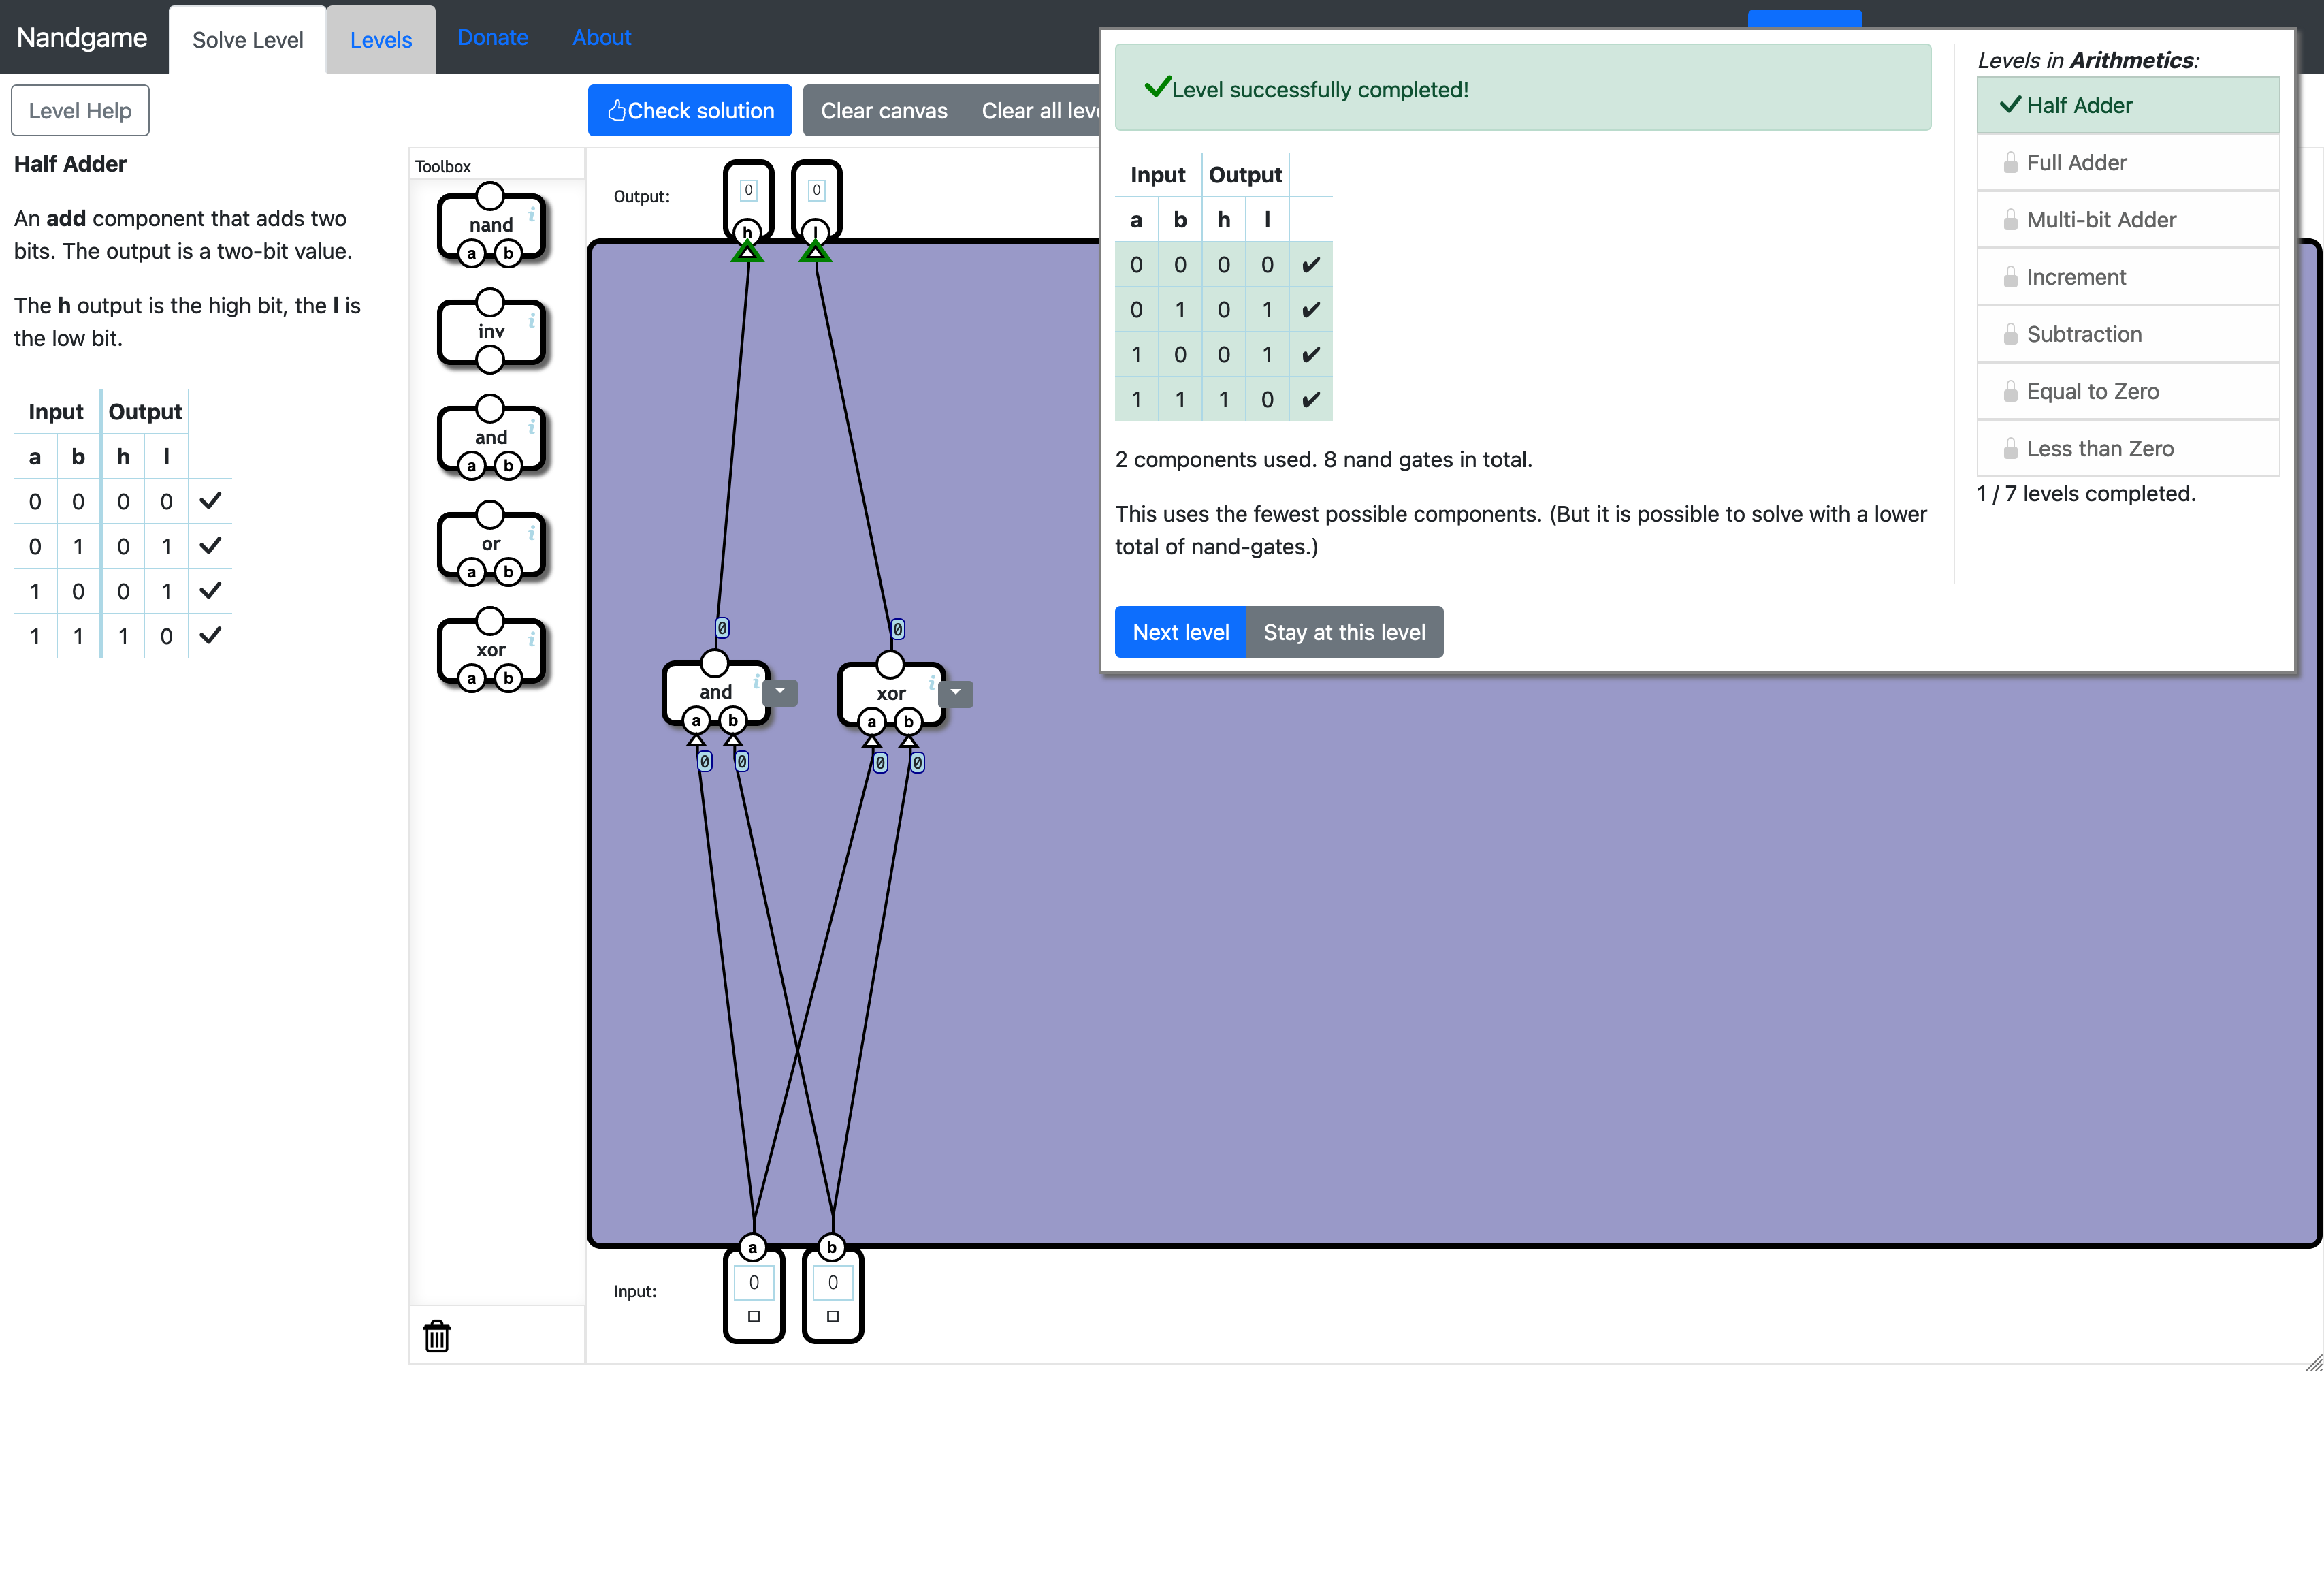 Nandgame Solve Level Levels Donate About
Level Help
Check solution Clear canvas Clear all lev
Half Adder
An add component that adds two
bits. The output is a two-bit value.
The h output is the high bit, the l is
the low bit.
Input Output
a b h l
0 0 0 0
0 1 0 1
1 0 0 1
1 1 1 0
Toolbox
nand
a b
inv
and
a b
or
a b
xor
a b
Output:
0 0
h l
0 0
and xor
a b a b
0 0 0 0
a b
Input:
0 0
Level successfully completed!
Input Output
a b h l
0 0 0 0
0 1 0 1
1 0 0 1
1 1 1 0
2 components used. 8 nand gates in total.
This uses the fewest possible components. (But it is possible to solve with a lower
total of nand-gates.)
Next level Stay at this level
Levels in Arithmetics:
Half Adder
Full Adder
Multi-bit Adder
Increment
Subtraction
Equal to Zero
Less than Zero
1 / 7 levels completed.